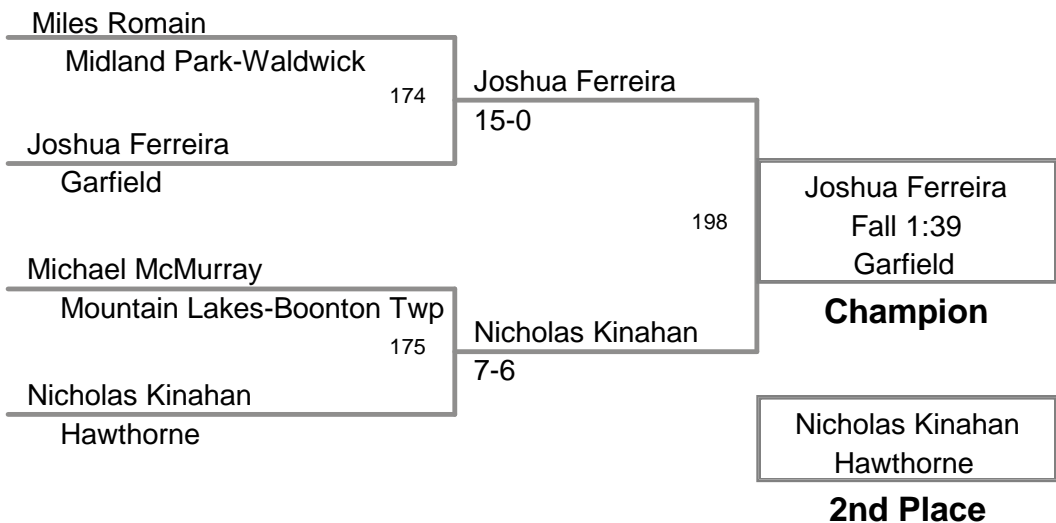 Miles Romain
Midland Park-Waldwick
174
Joshua Ferreira
15-0
Joshua Ferreira
Garfield
Michael McMurray
Mountain Lakes-Boonton Twp
175
Nicholas Kinahan
7-6
Nicholas Kinahan
Hawthorne
198
Joshua Ferreira
Fall 1:39
Garfield
Champion
Nicholas Kinahan
Hawthorne
2nd Place